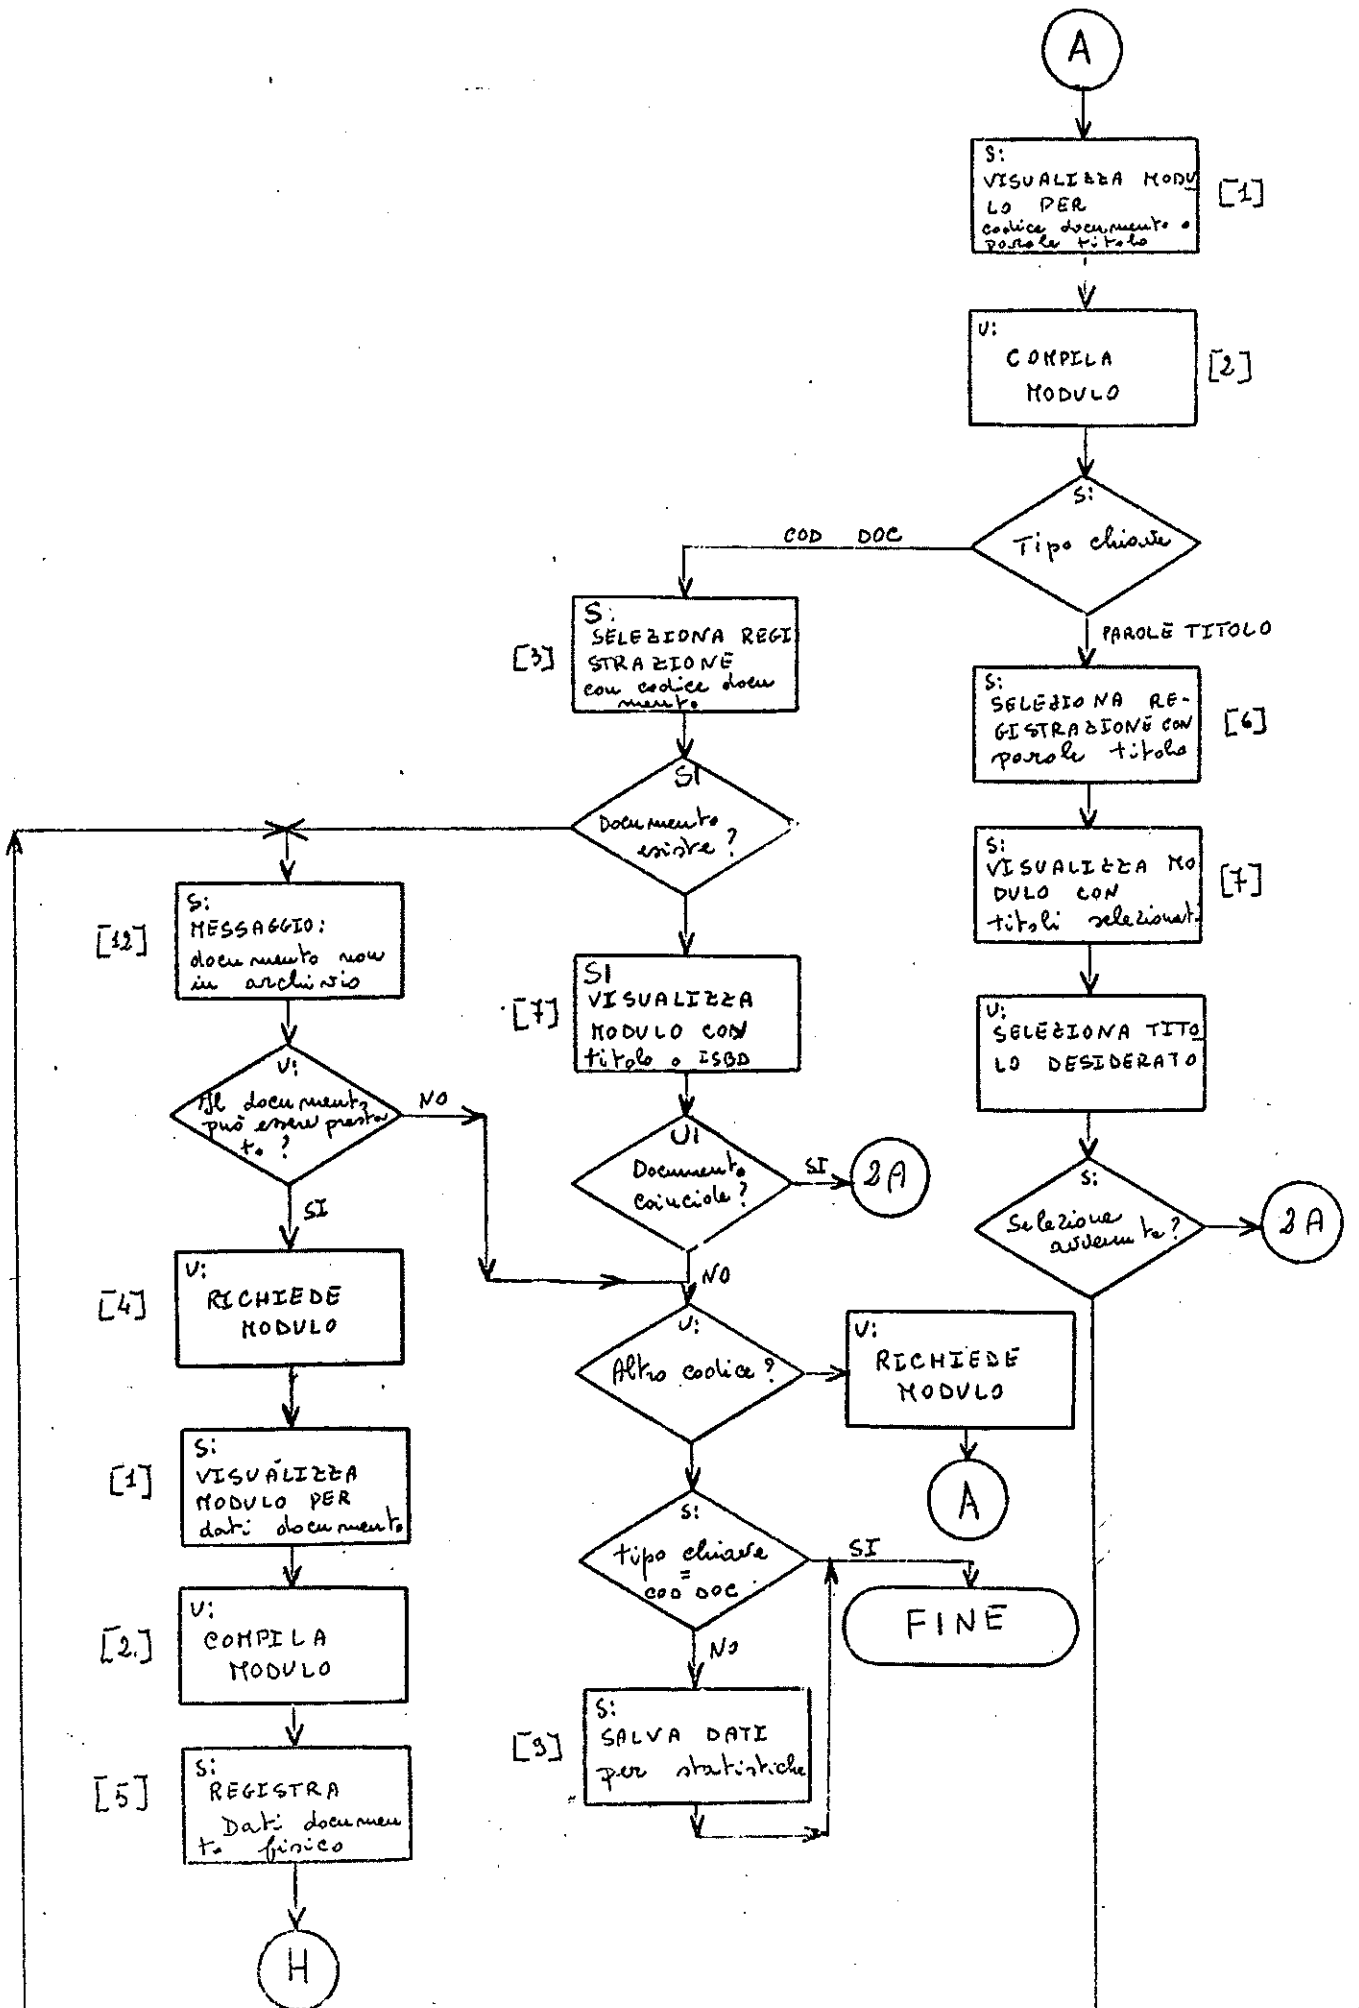 A
S:
VISUALIZZA MODU
LO PER
codice documento o
parole titolo
[1]
U:
COMPILA
MODULO
[2]
S:
Tipo chiave
COD DOC
PAROLE TITOLO
S:
SELEZIONA REGI
STRAZIONE
con codice docu
mento
[3]
S:
SELEZIONA RE-
GISTRAZIONE CON
parole titolo
[6]
SI
Documento
esiste?
S:
VISUALIZZA MO
DULO CON
titoli selezionati
[7]
S:
MESSAGGIO:
documento non
in archivio
[12]
SI
VISUALIZZA
MODULO CON
titolo o ISBD
[7]
U:
SELEZIONA TITO
LO DESIDERATO
U:
Il documento
può essere presta
to?
NO
SI
UI
Documento
coincide?
SI
2A
NO
S:
Selezione
avvenuta?
2A
U:
RICHIEDE
MODULO
[4]
U:
Altro codice?
U:
RICHIEDE
MODULO
A
S:
VISUALIZZA
MODULO PER
dati documento
[1]
S:
tipo chiave
=
COD DOC
SI
FINE
NO
U:
COMPILA
MODULO
[2]
S:
SALVA DATI
per statistiche
[9]
S:
REGISTRA
Dati documen
to fisico
[5]
H